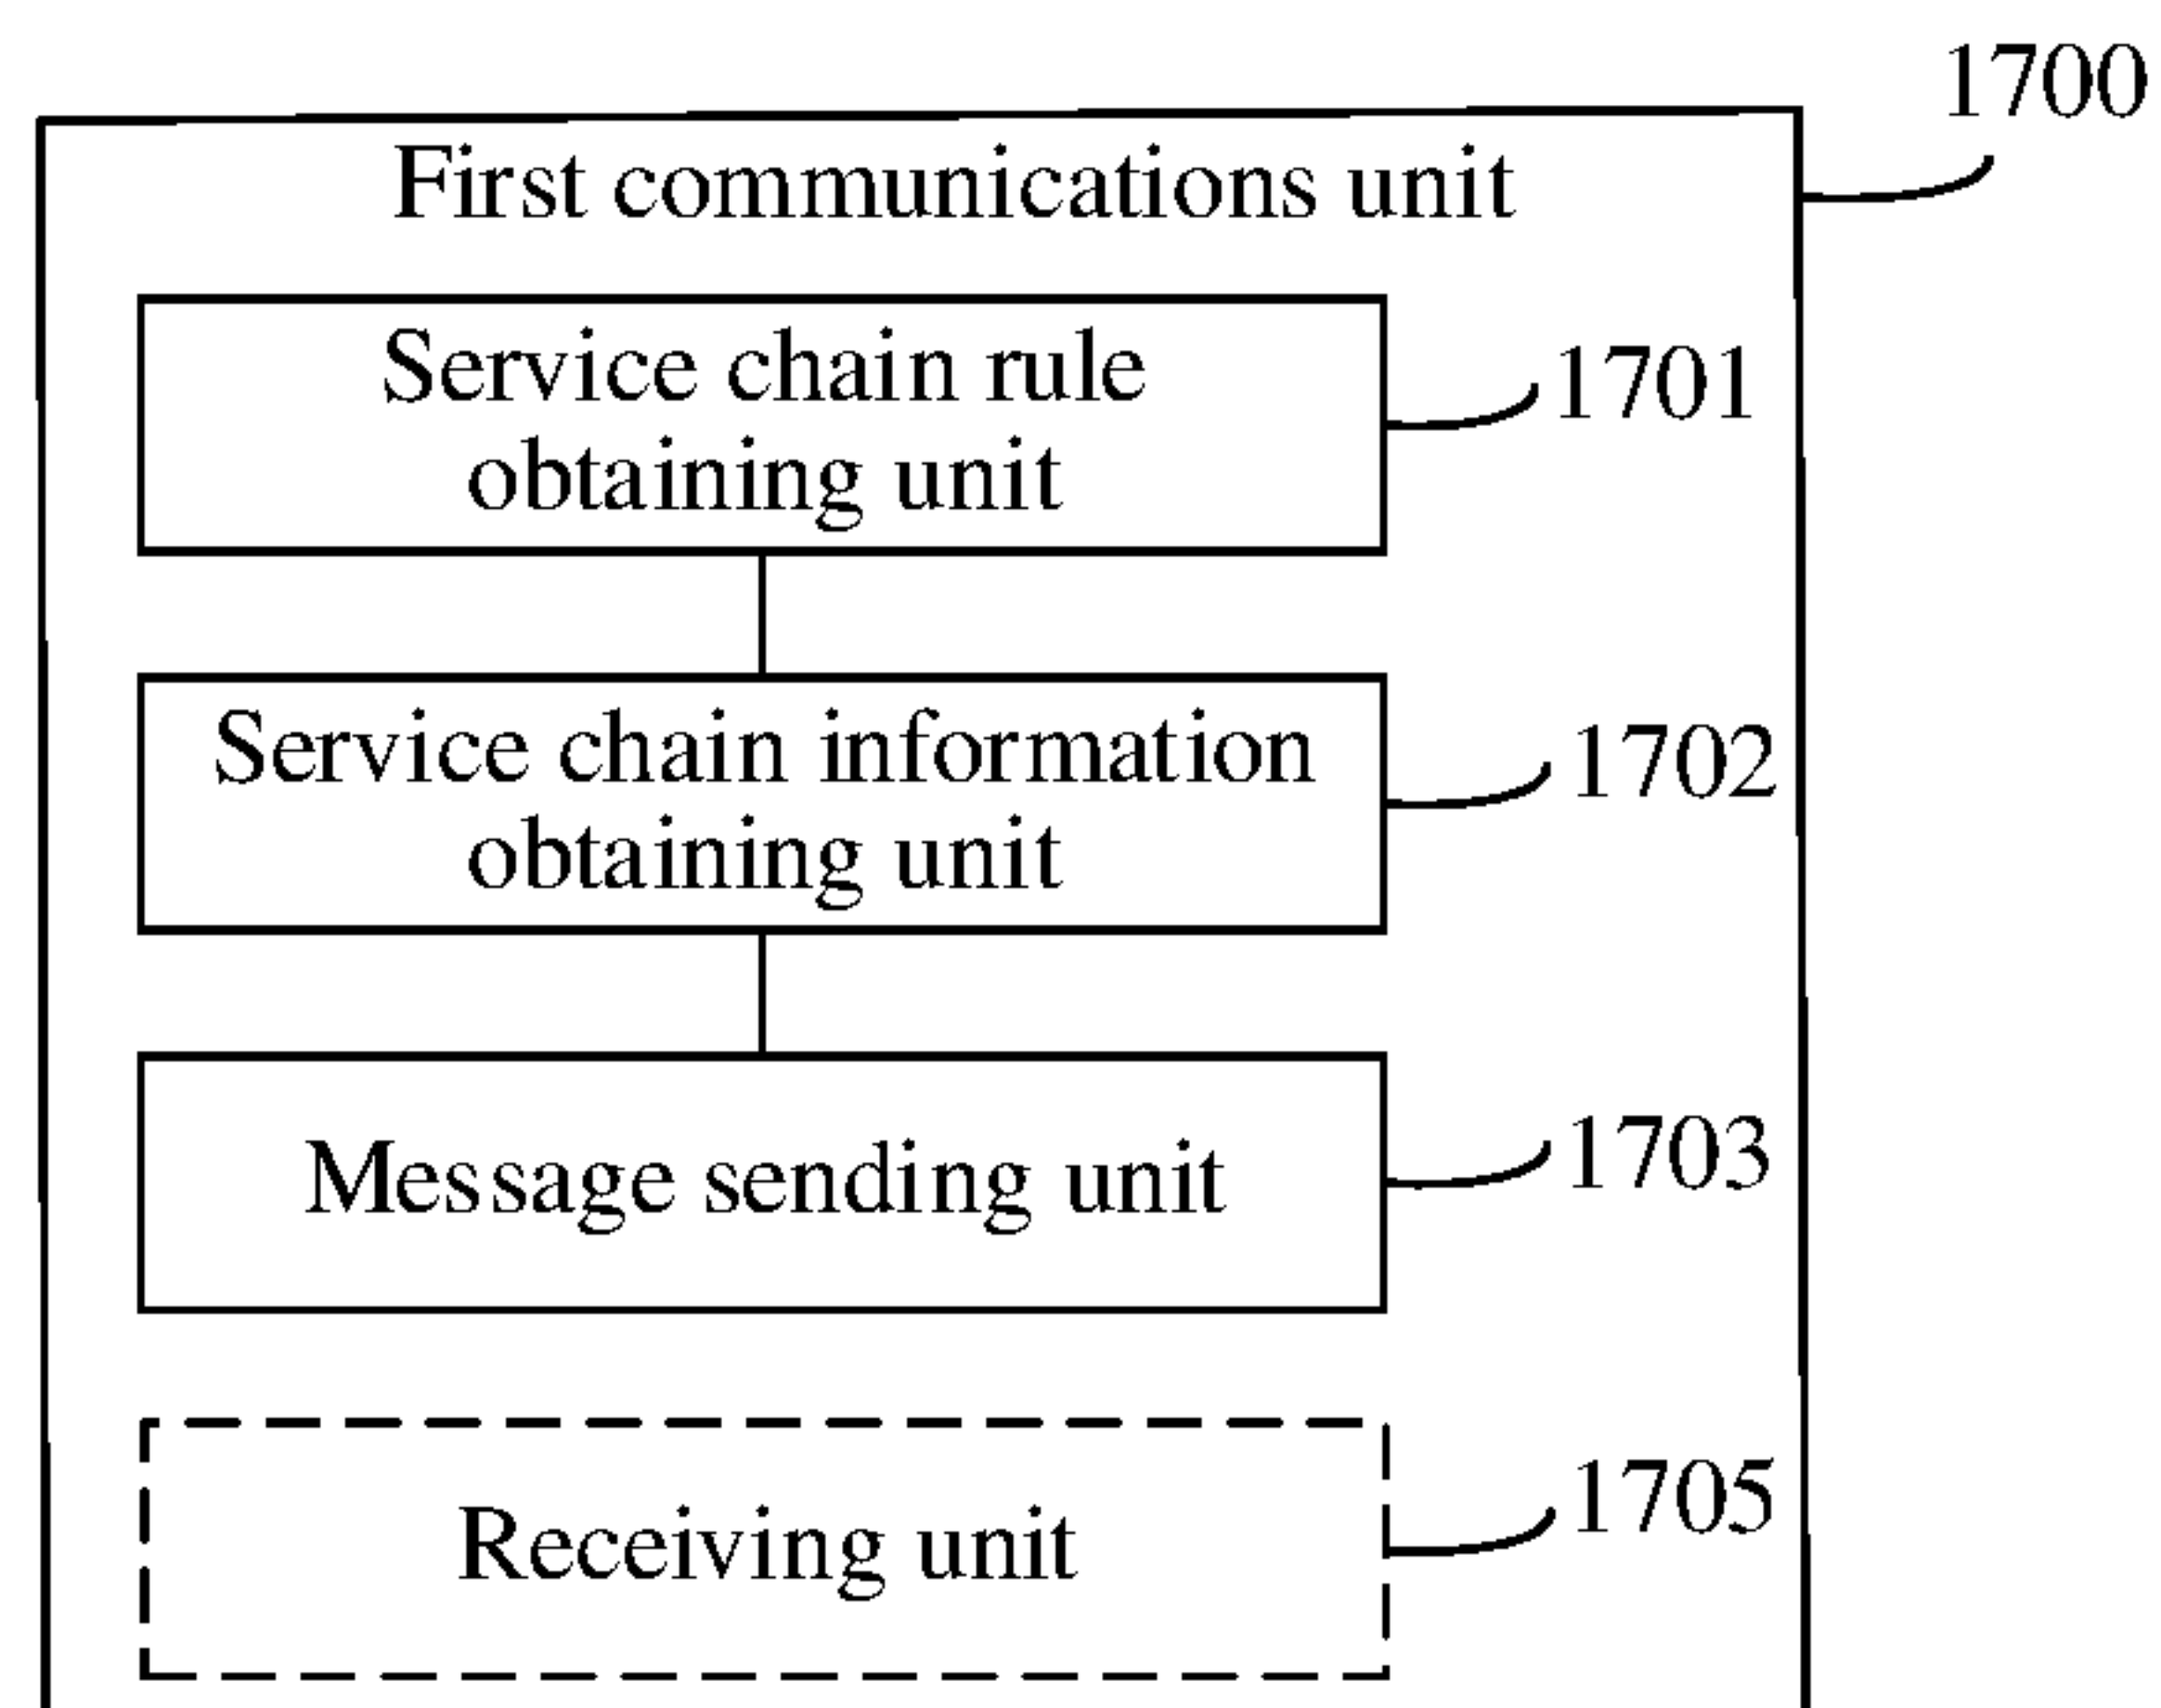 1700
First communications unit
Service chain rule
obtaining unit
1701
Service chain information
obtaining unit
1702
Message sending unit
1703
Receiving unit
1705